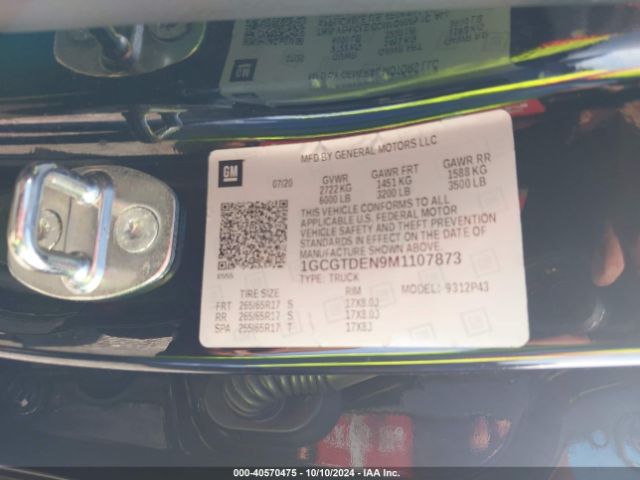 GM
MFD BY GENERAL MOTORS LLC
07/20
GVWR GAWR FRT GAWR RR
2722 KG 1451 KG 1588 KG
6000 LB 3200 LB 3500 LB
THIS VEHICLE CONFORMS TO ALL
APPLICABLE U.S. FEDERAL MOTOR
VEHICLE SAFETY AND THEFT PREVENTION
STANDARDS IN EFFECT ON THE DATE OF
MANUFACTURE SHOWN ABOVE.
1GCGTDEN9M1107873
TYPE: TRUCK
MODEL: 9312P43
TIRE SIZE RIM
FRT 265/65R17 S 17X8.0J
RR 265/65R17 S 17X8.0J
SPA 255/65R17 T 17X8J
000-40570475 - 10/10/2024 - IAA Inc.